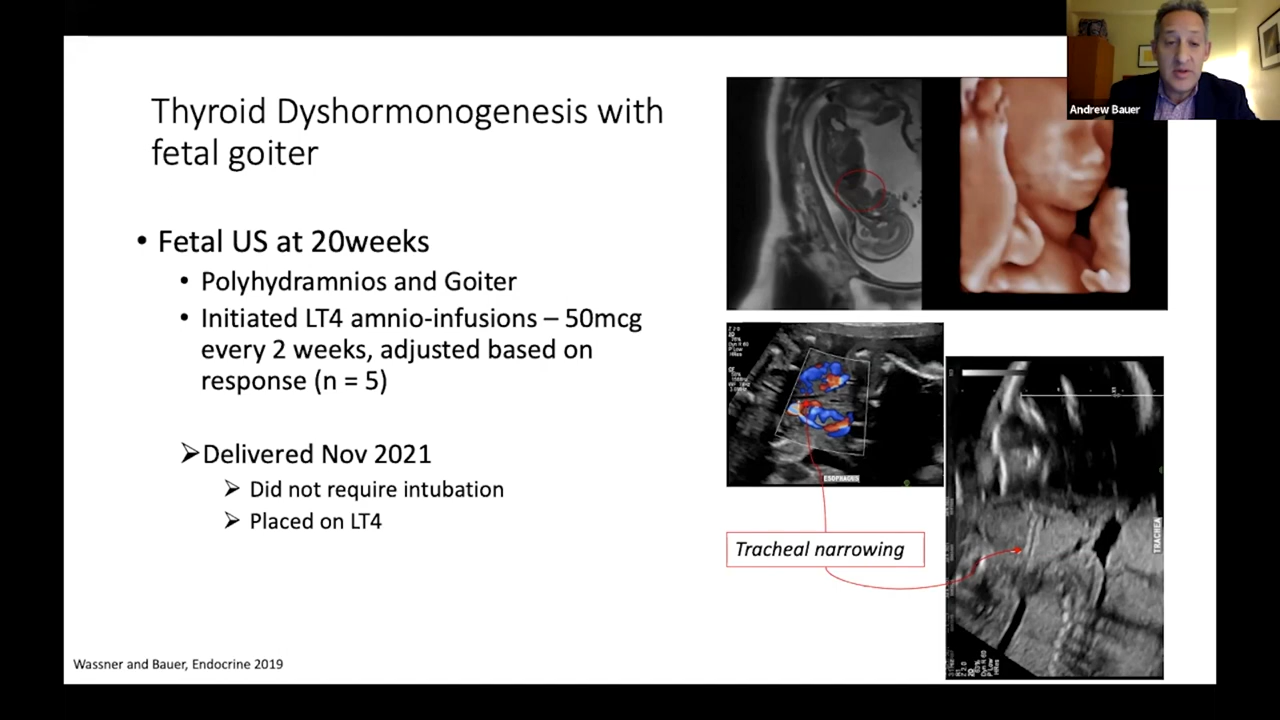 Thyroid Dyshormonogenesis with
fetal goiter
• Fetal US at 20weeks
• Polyhydramnios and Goiter
• Initiated LT4 amnio-infusions – 50mcg
every 2 weeks, adjusted based on
response (n = 5)
➢Delivered Nov 2021
➢ Did not require intubation
➢ Placed on LT4
Wassner and Bauer, Endocrine 2019
Andrew Bauer
ESOPHAGUS
Tracheal narrowing
TRACHEA